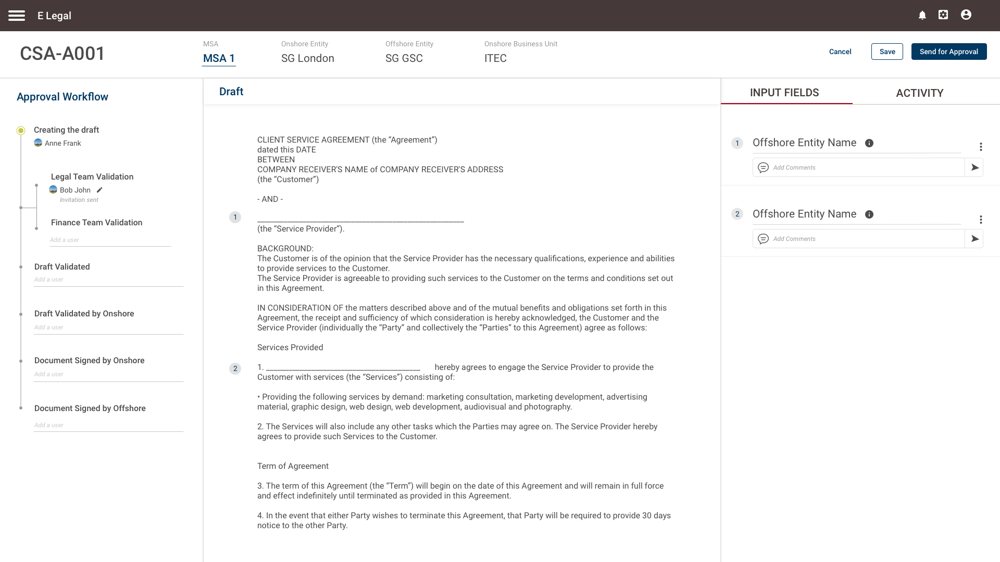 E Legal
CSA-A001
MSA
MSA 1
Onshore Entity
SG London
Offshore Entity
SG GSC
Onshore Business Unit
ITEC
Cancel
Save
Send for Approval
Approval Workflow
Creating the draft
Anne Frank
Legal Team Validation
Bob John
Invitation sent
Finance Team Validation
Add a user
Draft Validated
Add a user
Draft Validated by Onshore
Add a user
Document Signed by Onshore
Add a user
Document Signed by Offshore
Add a user
Draft
CLIENT SERVICE AGREEMENT (the “Agreement”)
dated this DATE
BETWEEN
COMPANY RECEIVER'S NAME of COMPANY RECEIVER'S ADDRESS
(the “Customer”)
- AND -
1 _______________________________________________
(the “Service Provider”).
BACKGROUND:
The Customer is of the opinion that the Service Provider has the necessary qualifications, experience and abilities
to provide services to the Customer.
The Service Provider is agreeable to providing such services to the Customer on the terms and conditions set out
in this Agreement.
IN CONSIDERATION OF the matters described above and of the mutual benefits and obligations set forth in this
Agreement, the receipt and sufficiency of which consideration is hereby acknowledged, the Customer and the
Service Provider (individually the “Party” and collectively the “Parties” to this Agreement) agree as follows:
Services Provided
2 1. ___________________________________ hereby agrees to engage the Service Provider to provide the
Customer with services (the “Services”) consisting of:
• Providing the following services by demand: marketing consultation, marketing development, advertising
material, graphic design, web design, web development, audiovisual and photography.
2. The Services will also include any other tasks which the Parties may agree on. The Service Provider hereby
agrees to provide such Services to the Customer.
Term of Agreement
3. The term of this Agreement (the “Term”) will begin on the date of this Agreement and will remain in full force
and effect indefinitely until terminated as provided in this Agreement.
4. In the event that either Party wishes to terminate this Agreement, that Party will be required to provide 30 days
notice to the other Party.
INPUT FIELDS
ACTIVITY
1 Offshore Entity Name
Add Comments
2 Offshore Entity Name
Add Comments